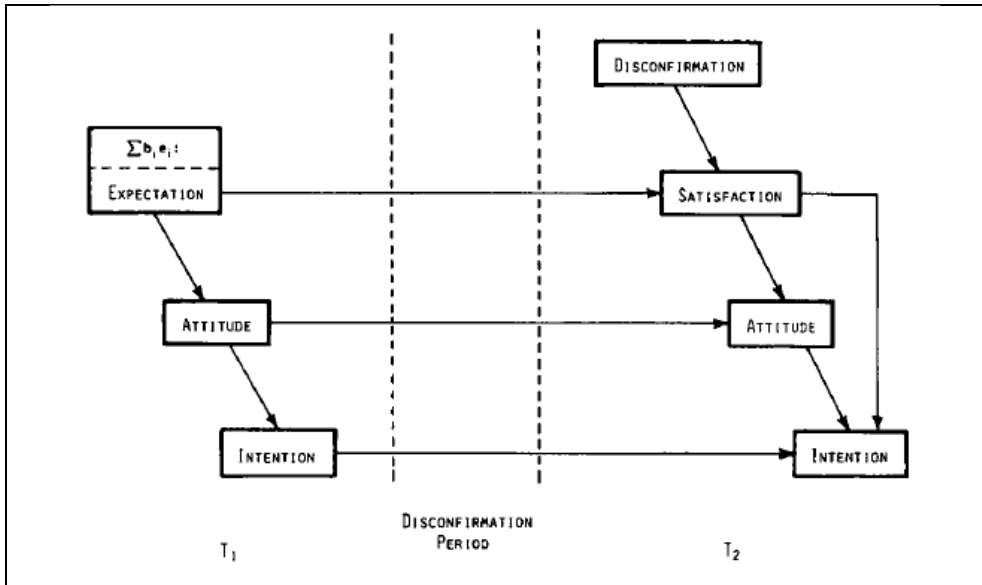 DISCONFIRMATION
∑bᵢeᵢ:
EXPECTATION
SATISFACTION
ATTITUDE
ATTITUDE
INTENTION
INTENTION
DISCONFIRMATION
PERIOD
T₁
T₂